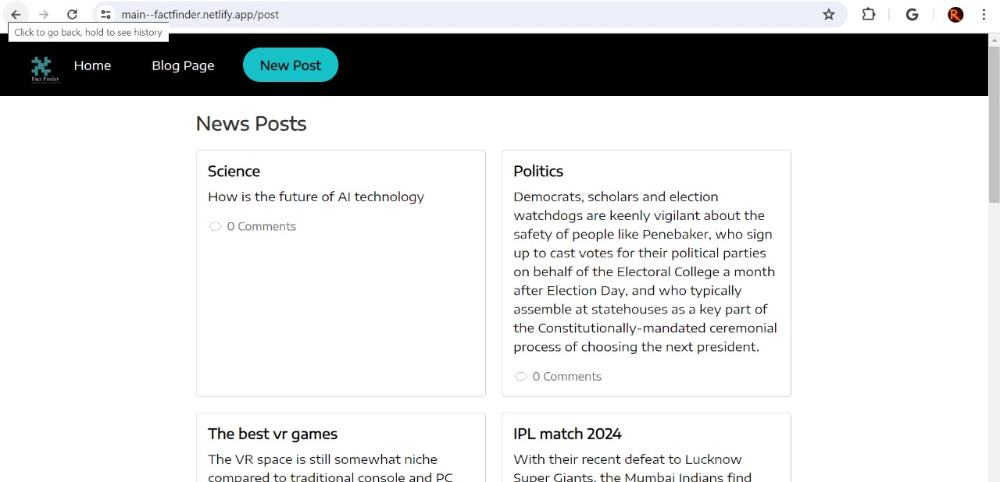 main--factfinder.netlify.app/post
Click to go back, hold to see history
Fact Finder
Home
Blog Page
New Post
News Posts
Science
How is the future of AI technology
0 Comments
Politics
Democrats, scholars and election
watchdogs are keenly vigilant about the
safety of people like Penebaker, who sign
up to cast votes for their political parties
on behalf of the Electoral College a month
after Election Day, and who typically
assemble at statehouses as a key part of
the Constitutionally-mandated ceremonial
process of choosing the next president.
0 Comments
The best vr games
The VR space is still somewhat niche
compared to traditional console and PC
IPL match 2024
With their recent defeat to Lucknow
Super Giants, the Mumbai Indians find